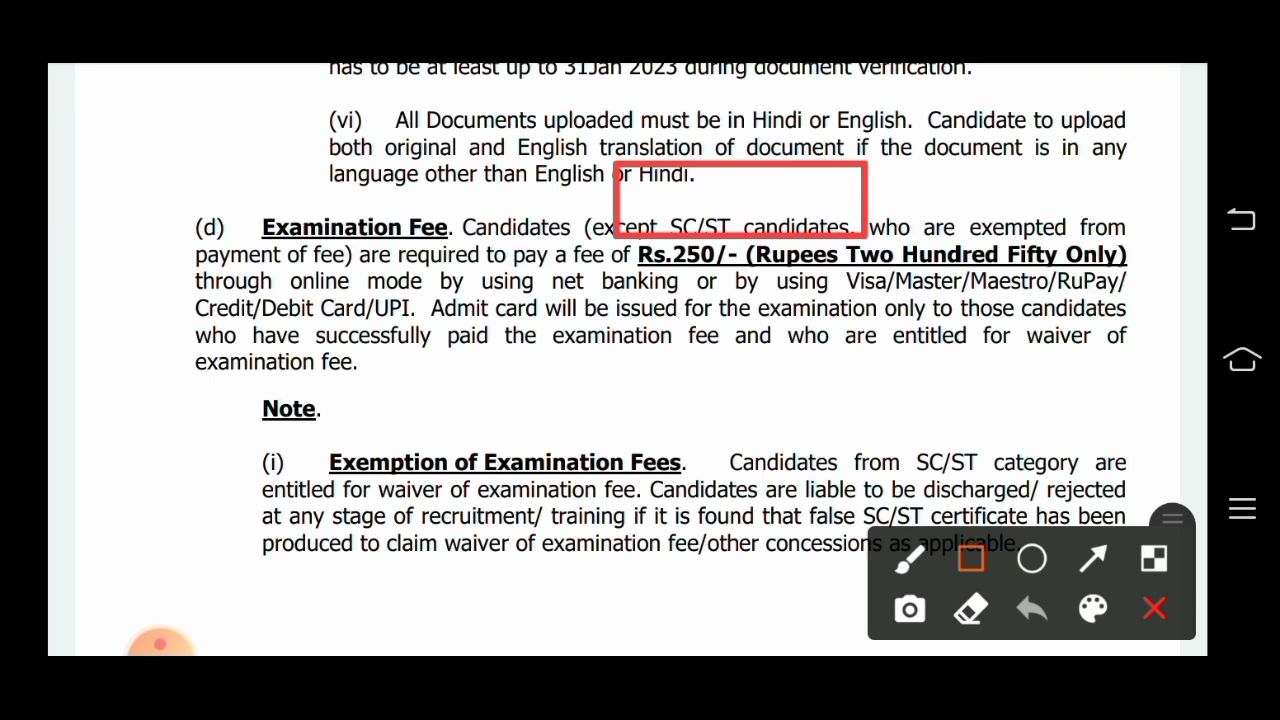 has to be at least up to 31Jan 2023 during document verification.
(vi) All Documents uploaded must be in Hindi or English. Candidate to upload
both original and English translation of document if the document is in any
language other than English or Hindi.
(d) Examination Fee. Candidates (except SC/ST candidates, who are exempted from
payment of fee) are required to pay a fee of Rs.250/- (Rupees Two Hundred Fifty Only)
through online mode by using net banking or by using Visa/Master/Maestro/RuPay/
Credit/Debit Card/UPI. Admit card will be issued for the examination only to those candidates
who have successfully paid the examination fee and who are entitled for waiver of
examination fee.
Note.
(i) Exemption of Examination Fees. Candidates from SC/ST category are
entitled for waiver of examination fee. Candidates are liable to be discharged/ rejected
at any stage of recruitment/ training if it is found that false SC/ST certificate has been
produced to claim waiver of examination fee/other concessions as applicable.